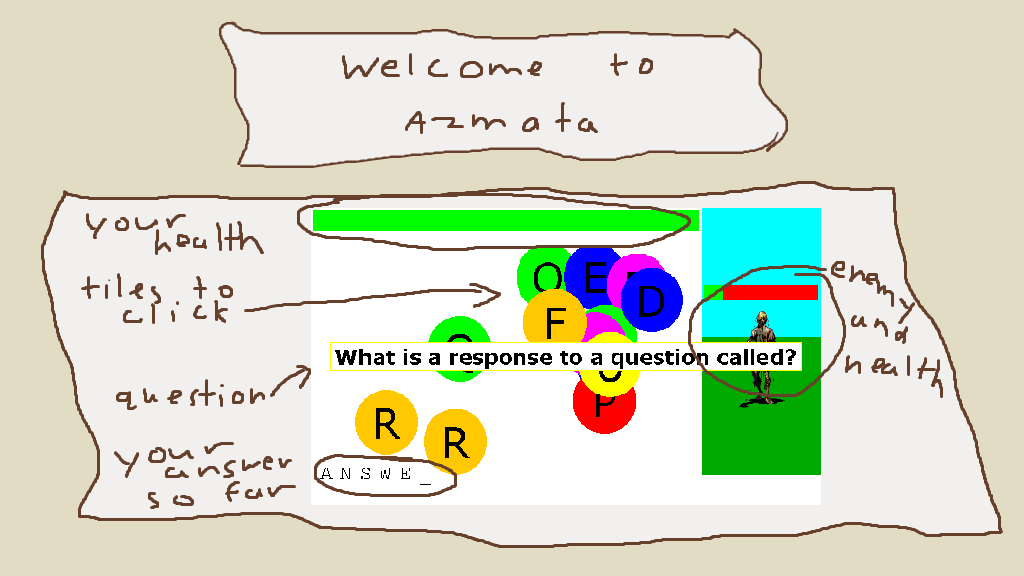 Welcome to
Azmata
your
health
tiles to
click
question
your
answer
so far
enemy
and
health
O E
D
F
What is a response to a question called?
P
R
R
A N S W E _